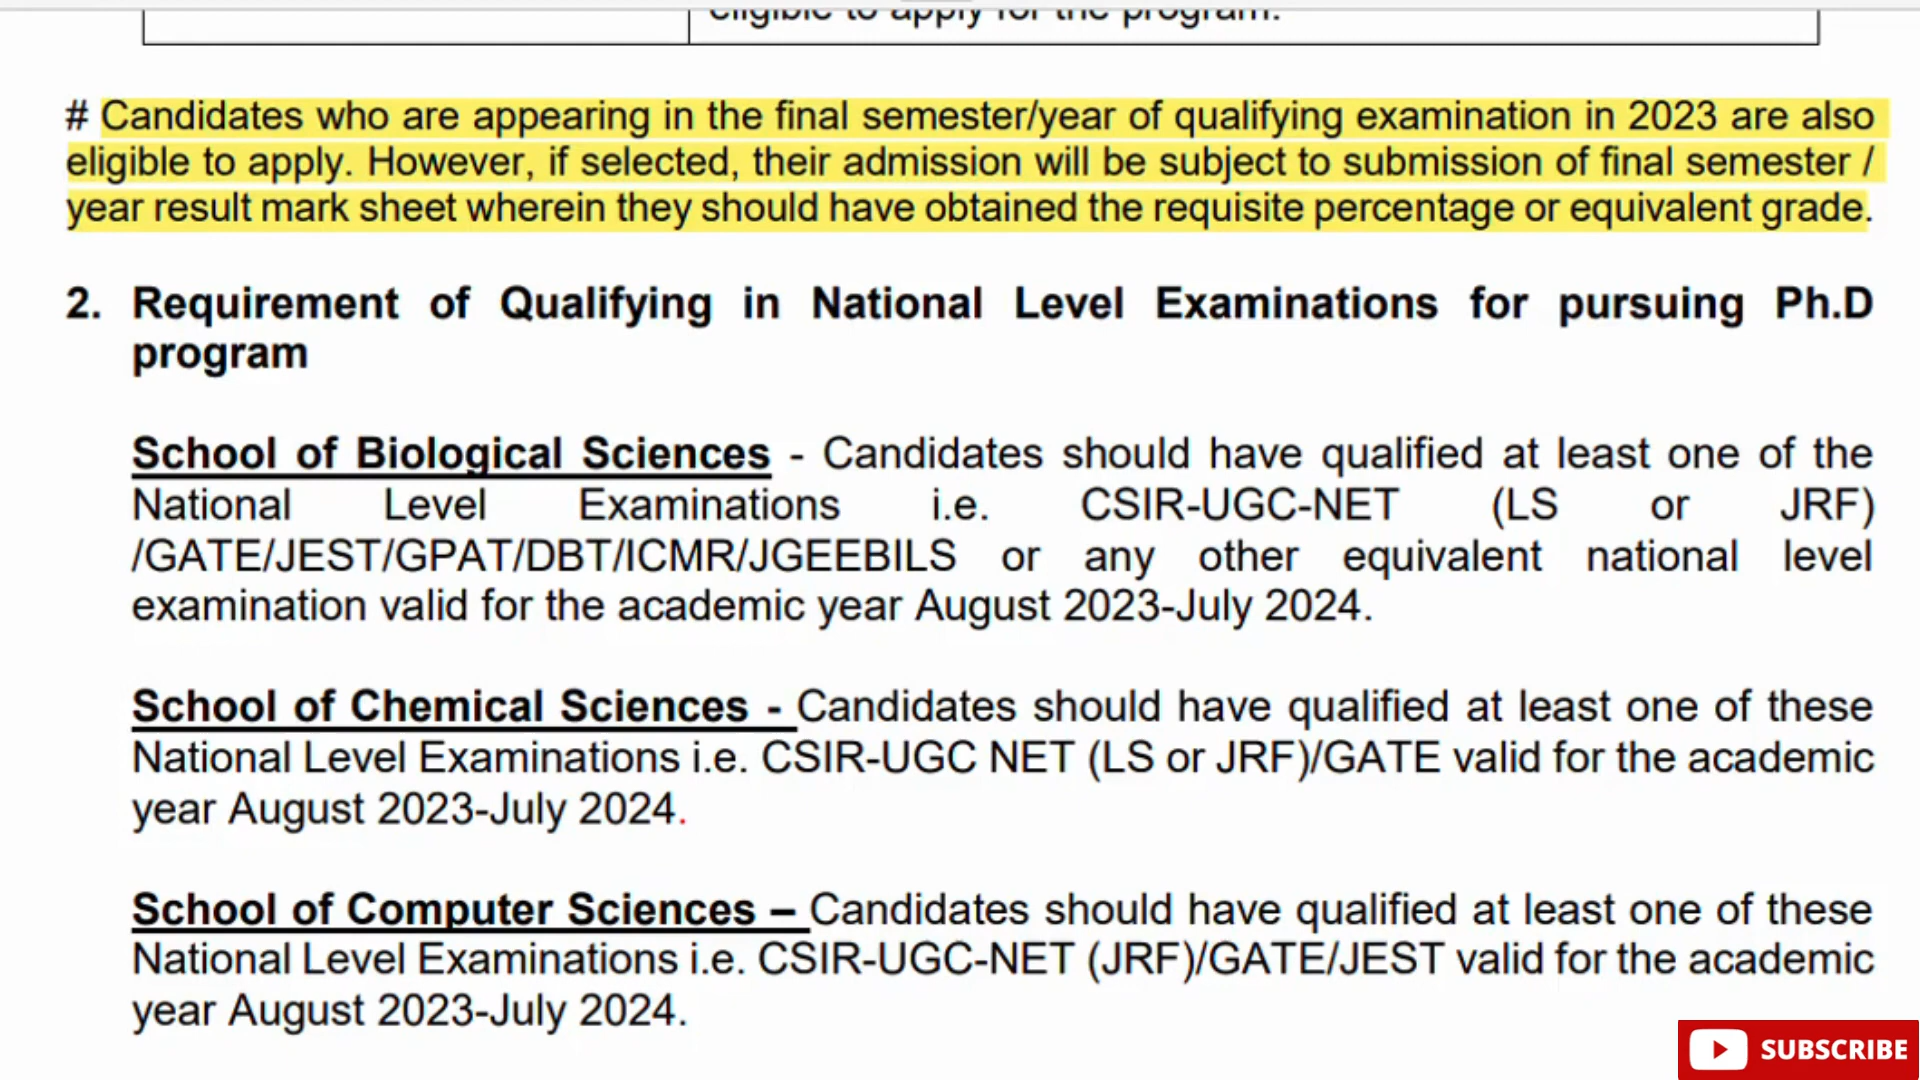 eligible to apply for the program.
# Candidates who are appearing in the final semester/year of qualifying examination in 2023 are also
eligible to apply. However, if selected, their admission will be subject to submission of final semester /
year result mark sheet wherein they should have obtained the requisite percentage or equivalent grade.
2. Requirement of Qualifying in National Level Examinations for pursuing Ph.D
program
School of Biological Sciences - Candidates should have qualified at least one of the
National Level Examinations i.e. CSIR-UGC-NET (LS or JRF)
/GATE/JEST/GPAT/DBT/ICMR/JGEEBILS or any other equivalent national level
examination valid for the academic year August 2023-July 2024.
School of Chemical Sciences - Candidates should have qualified at least one of these
National Level Examinations i.e. CSIR-UGC NET (LS or JRF)/GATE valid for the academic
year August 2023-July 2024.
School of Computer Sciences – Candidates should have qualified at least one of these
National Level Examinations i.e. CSIR-UGC-NET (JRF)/GATE/JEST valid for the academic
year August 2023-July 2024.
SUBSCRIBE